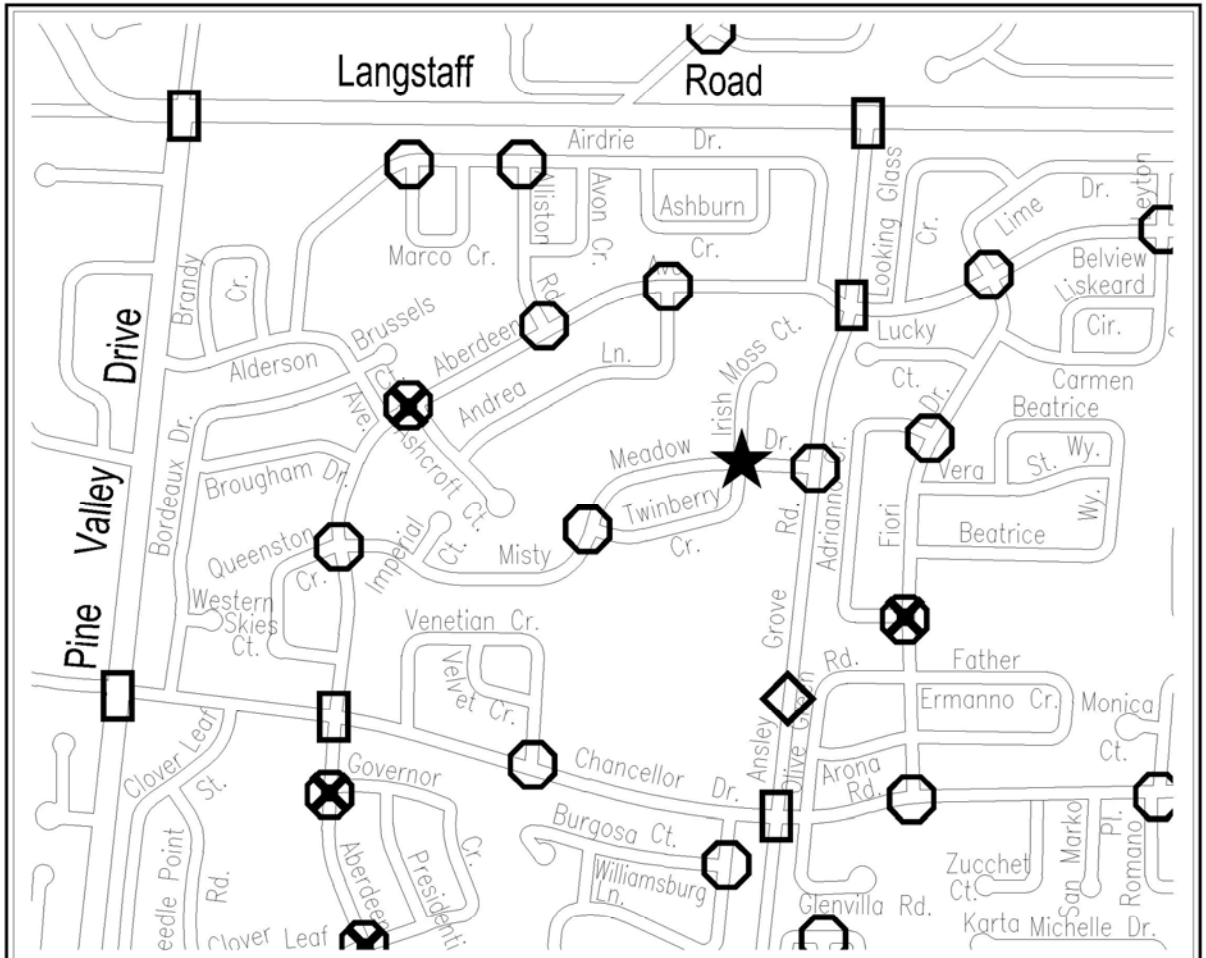 Langstaff Road
Airdrie Dr.
Alliston
Rd.
Avon Cr.
Ashburn
Cr.
Marco Cr.
Looking Glass
Cr.
Lime
Dr.
Leyton
Belview
Liskeard
Cir.
Brandy
Cr.
Brussels
Ct.
Alderson
Ave.
Aberdeen
Ave.
Lucky
Ct.
Dr.
Carmen
Drive
Andrea
Ln.
Irish Moss Ct.
Beatrice
Wy.
Ashcroft Ct.
Meadow
Dr.
Vera
St.
Bordeaux Dr.
Brougham Dr.
Twinberry
Cr.
Rd.
Adrianno Cr.
Fiori
Wy.
Beatrice
Valley
Queenston
Cr.
Imperial
Ct.
Misty
Western
Skies
Ct.
Venetian Cr.
Velvet Cr.
Grove
Rd.
Father
Ermanno Cr.
Monica
Ct.
Pine
Ansley
Olive Green
Clover Leaf
St.
Governor
Chancellor
Dr.
Arona
Rd.
Burgosa Ct.
Williamsburg
Ln.
Rd.
Aberdeen
Cr.
Zucchet
Ct.
San Marko
Pl.
Romano
Clover Leaf
Glenvilla Rd.
Karta
Michelle Dr.